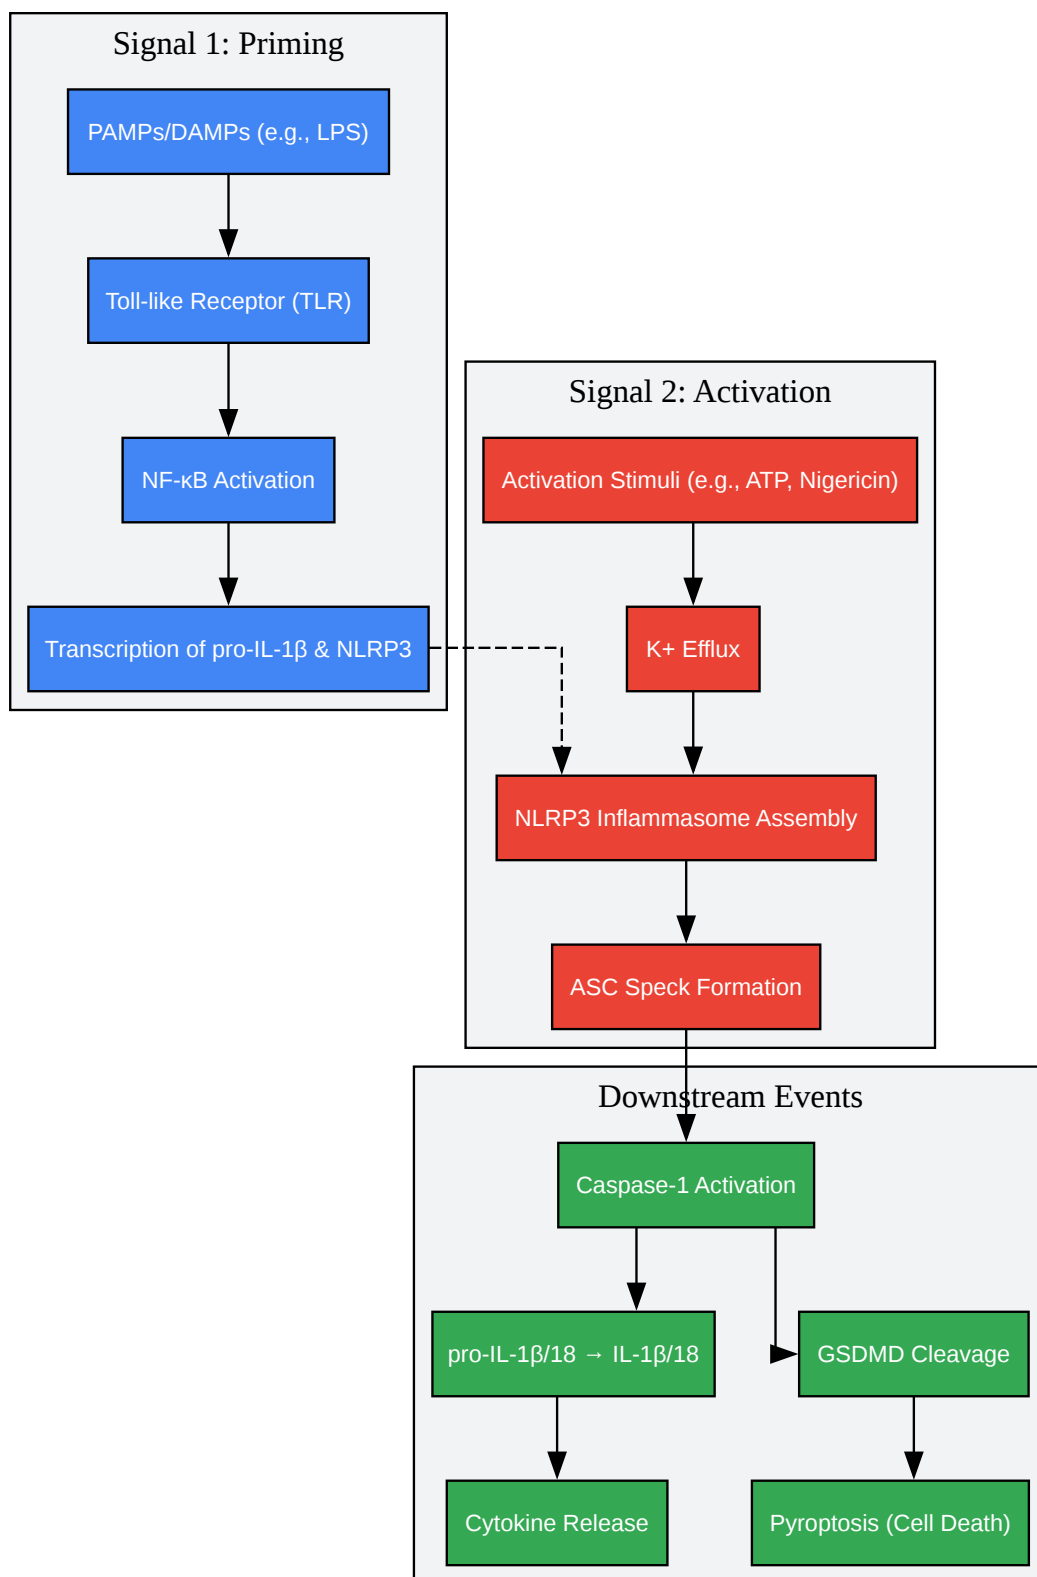 Signal 1: Priming
PAMPs/DAMPs (e.g., LPS)
Toll-like Receptor (TLR)
NF-κB Activation
Transcription of pro-IL-1β & NLRP3
Signal 2: Activation
Activation Stimuli (e.g., ATP, Nigericin)
K+ Efflux
NLRP3 Inflammasome Assembly
ASC Speck Formation
Downstream Events
Caspase-1 Activation
pro-IL-1β/18 → IL-1β/18
GSDMD Cleavage
Cytokine Release
Pyroptosis (Cell Death)